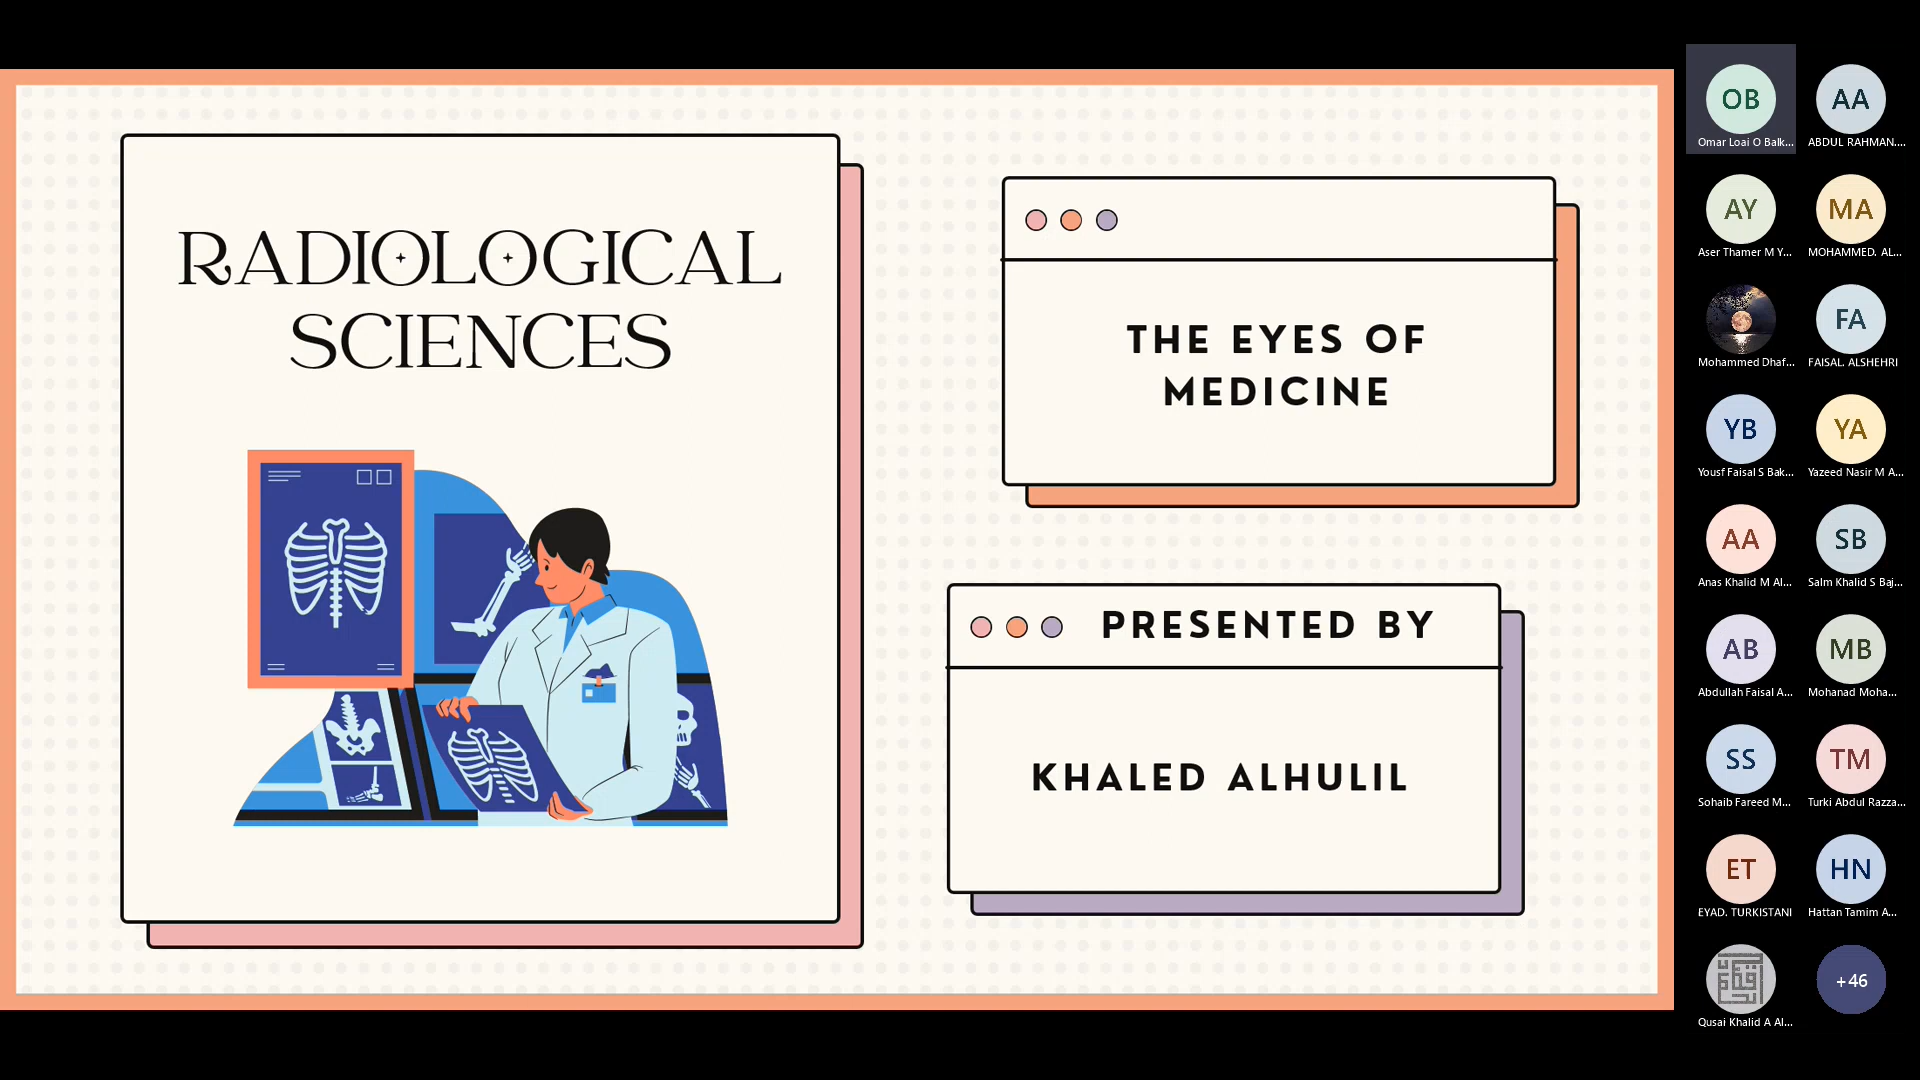 RADIOLOGICAL
SCIENCES
THE EYES OF
MEDICINE
PRESENTED BY
KHALED ALHULIL
OB
Omar Loai O Balk...
AA
ABDUL RAHMAN....
AY
Aser Thamer M Y...
MA
MOHAMMED. AL...
Mohammed Dhaf...
FA
FAISAL. ALSHEHRI
YB
Yousf Faisal S Bak...
YA
Yazeed Nasir M A...
AA
Anas Khalid M Al...
SB
Salm Khalid S Baj...
AB
Abdullah Faisal A...
MB
Mohanad Moha...
SS
Sohaib Fareed M...
TM
Turki Abdul Razza...
ET
EYAD. TURKISTANI
HN
Hattan Tamim A...
Qusai Khalid A Al...
+46